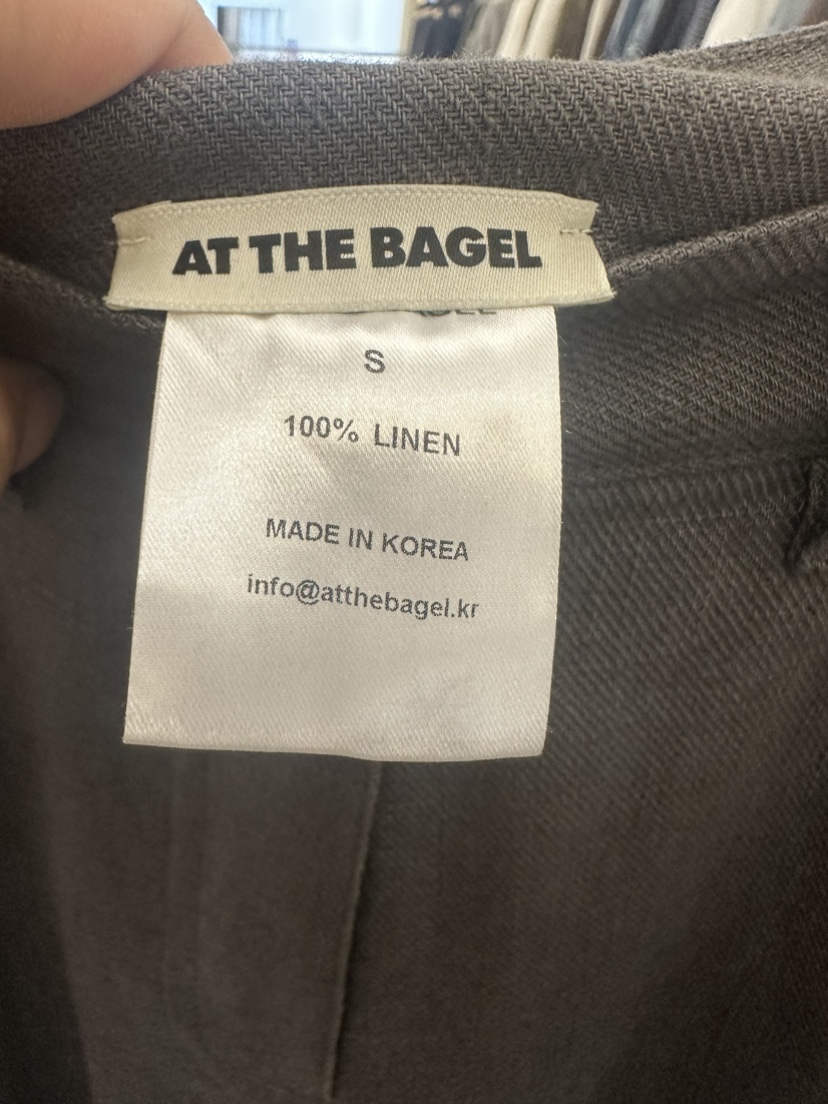 AT THE BAGEL
S
100% LINEN
MADE IN KOREA
info@atthebagel.kr